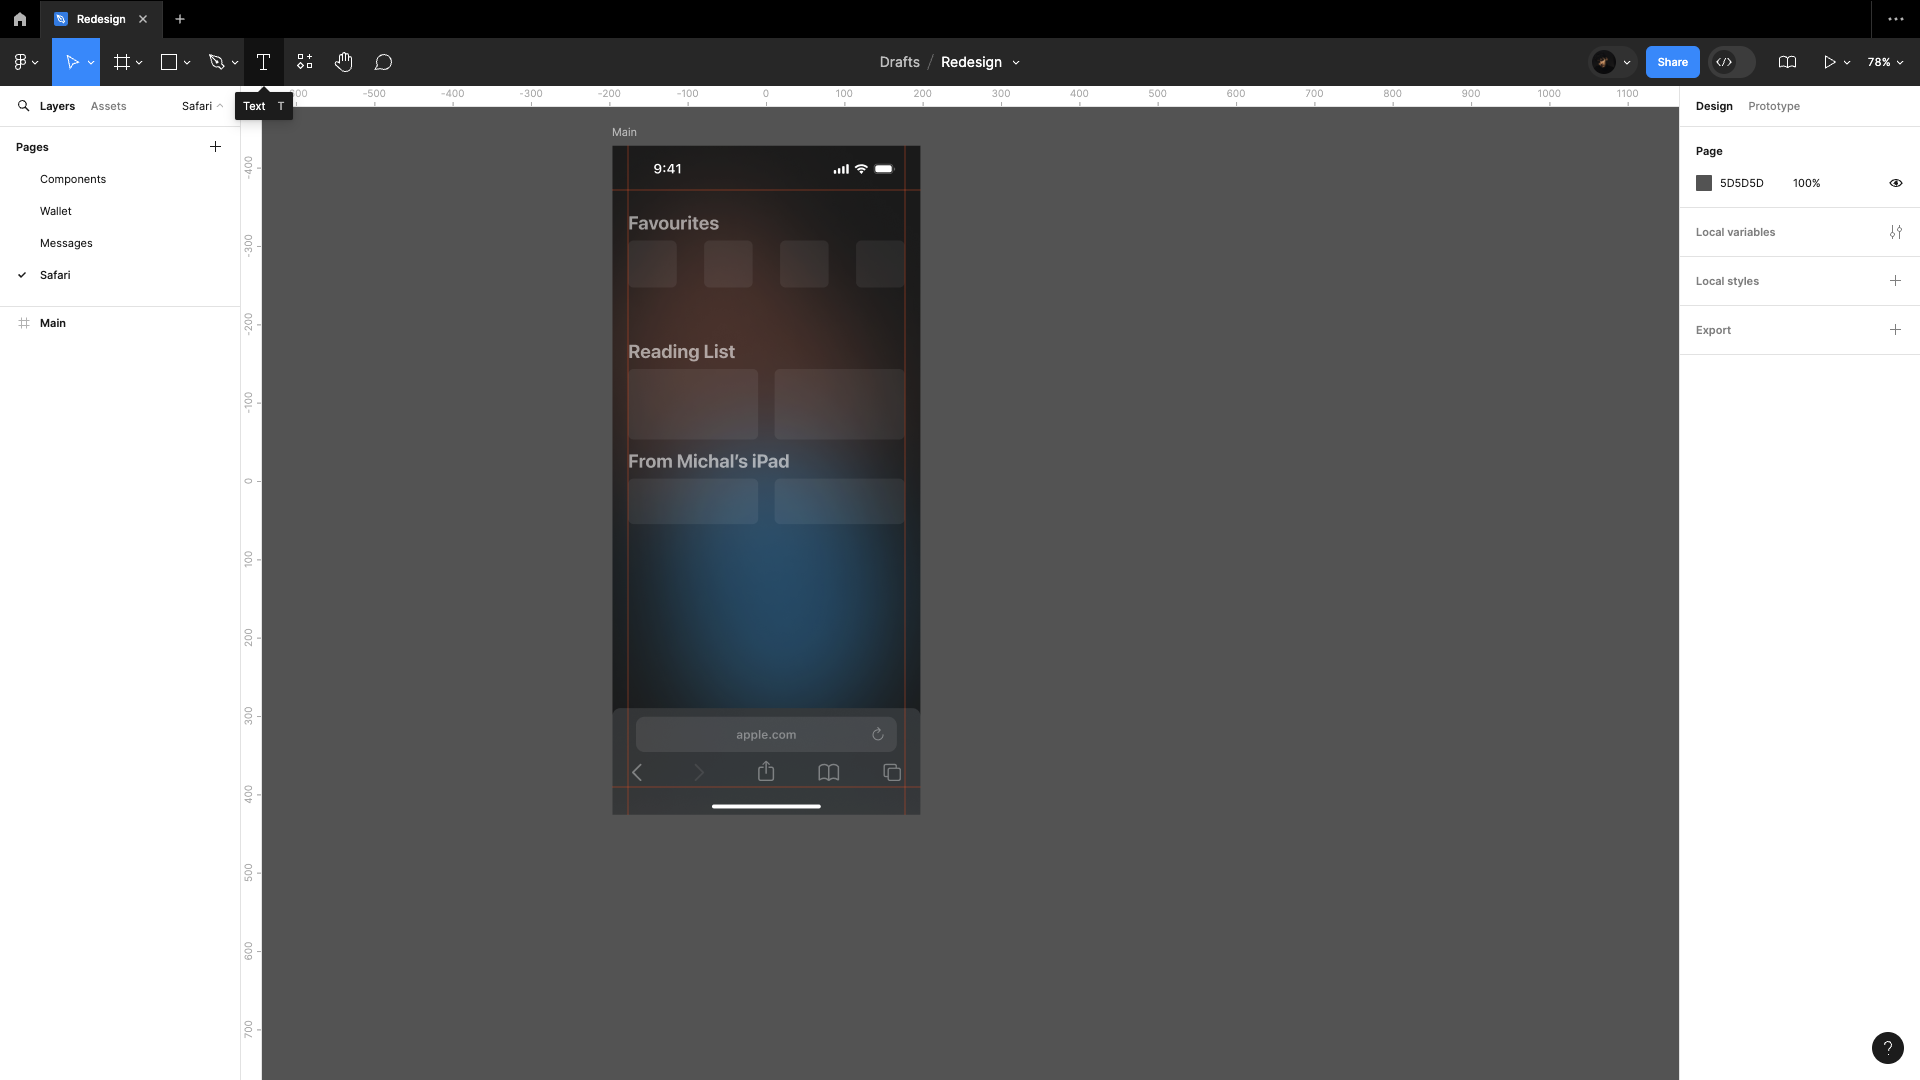 Redesign
Drafts / Redesign
Share
78%
Layers Assets Safari
Text T
-500 -400 -300 -200 -100 0 100 200 300 400 500 600 700 800 900 1000 1100
Design Prototype
Pages
Components
Wallet
Messages
Safari
Main
-400
-300
-200
-100
0
100
200
300
400
500
600
700
Main
9:41
Favourites
Reading List
From Michal’s iPad
apple.com
Page
5D5D5D 100%
Local variables
Local styles
Export
?